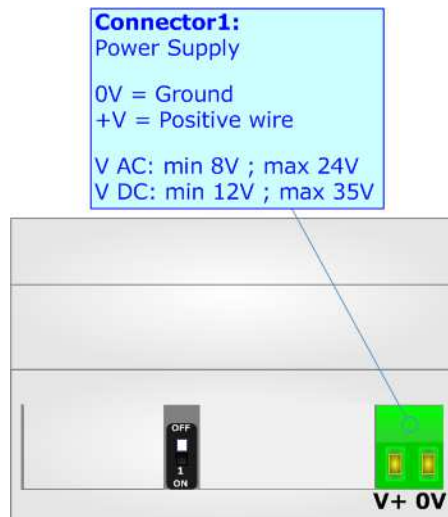 Connector1:
Power Supply
0V = Ground
+V = Positive wire
V AC: min 8V ; max 24V
V DC: min 12V ; max 35V
OFF
1
ON
V+ 0V